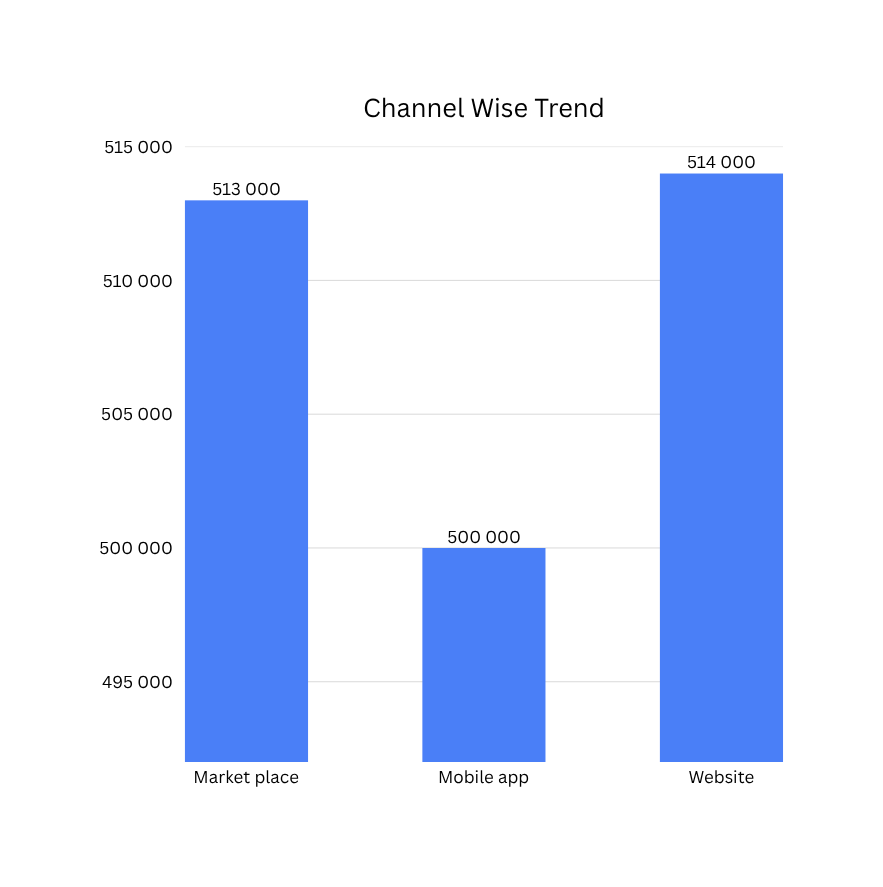 Channel Wise Trend
515 000
514 000
513 000
510 000
505 000
500 000
500 000
495 000
Market place
Mobile app
Website